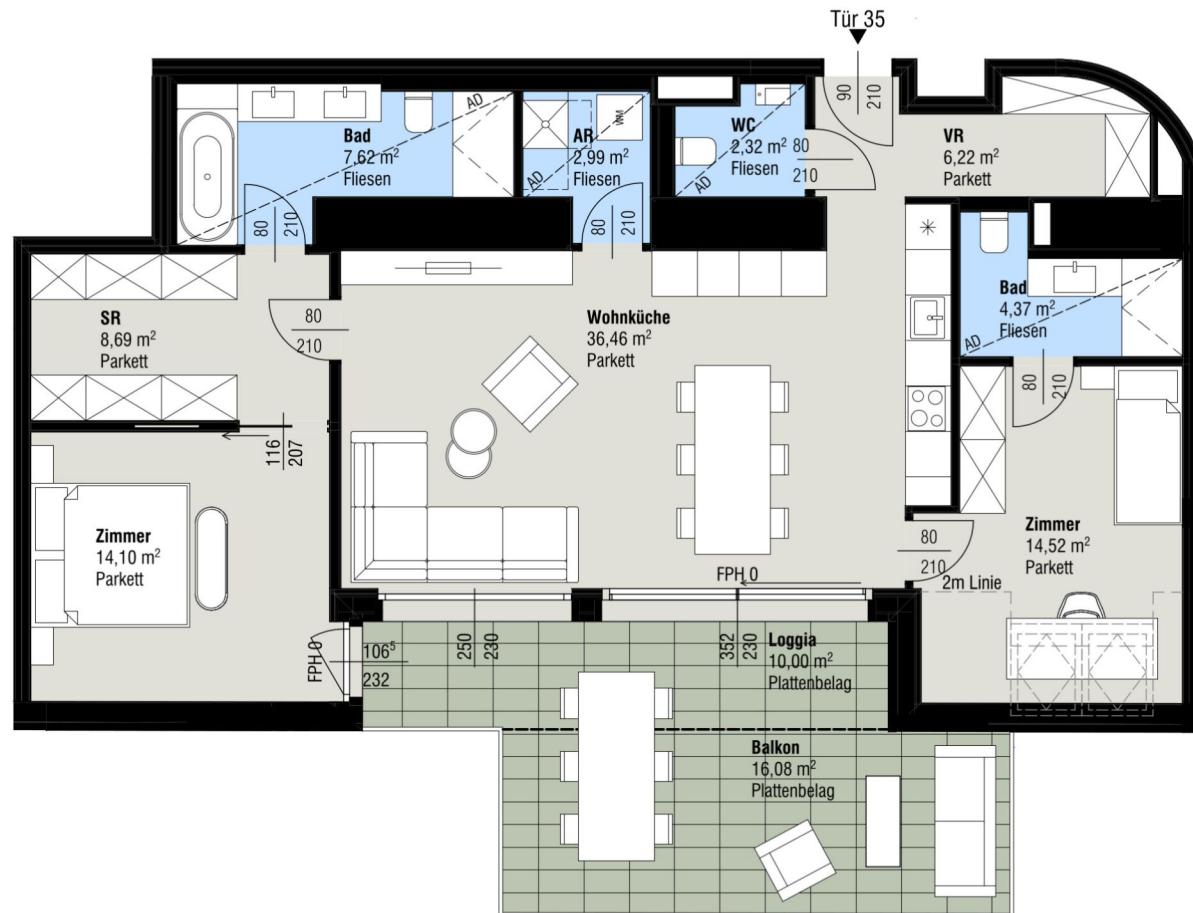 Tür 35
90
210
AD
Bad
7,62 m²
Fliesen
AR
2,99 m²
Fliesen
WM
AD
WC
2,32 m²
Fliesen
AD
80
210
VR
6,22 m²
Parkett
80
210
80
210
SR
8,69 m²
Parkett
80
210
Wohnküche
36,46 m²
Parkett
Bad
4,37 m²
Fliesen
AD
80
210
116
207
Zimmer
14,10 m²
Parkett
80
210
Zimmer
14,52 m²
Parkett
2m Linie
FPH 0
FPH 0
106⁵
232
250
230
352
230
Loggia
10,00 m²
Plattenbelag
Balkon
16,08 m²
Plattenbelag